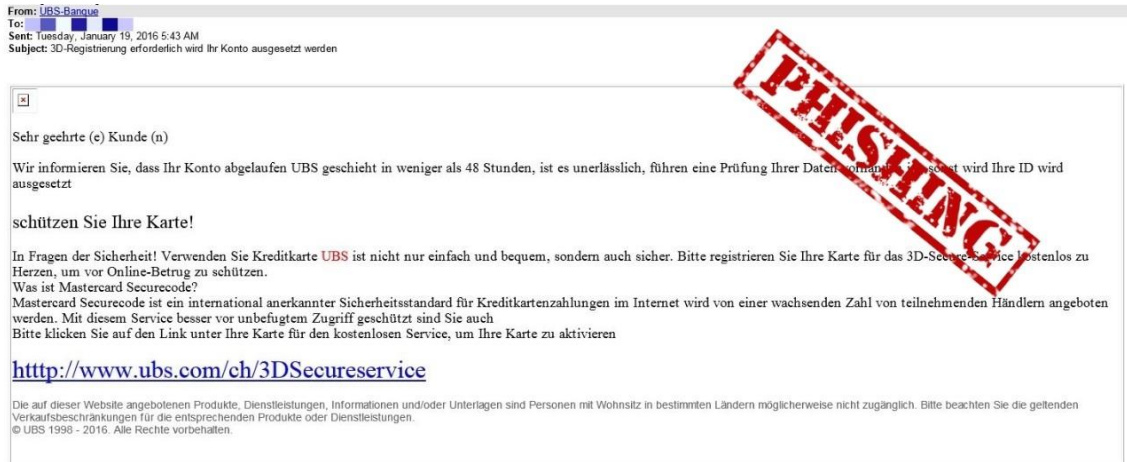 From: UBS-Banque
To:
Sent: Tuesday, January 19, 2016 5:43 AM
Subject: 3D-Registrierung erforderlich wird Ihr Konto ausgesetzt werden
PHISHING
Sehr geehrte (e) Kunde (n)
Wir informieren Sie, dass Ihr Konto abgelaufen UBS geschieht in weniger als 48 Stunden, ist es unerlässlich, führen eine Prüfung Ihrer Daten sonst wird Ihre ID wird
ausgesetzt
schützen Sie Ihre Karte!
In Fragen der Sicherheit! Verwenden Sie Kreditkarte UBS ist nicht nur einfach und bequem, sondern auch sicher. Bitte registrieren Sie Ihre Karte für das 3D-Secure-Service kostenlos zu
Herzen, um vor Online-Betrug zu schützen.
Was ist Mastercard Securecode?
Mastercard Securecode ist ein international anerkannter Sicherheitsstandard für Kreditkartenzahlungen im Internet wird von einer wachsenden Zahl von teilnehmenden Händlern angeboten
werden. Mit diesem Service besser vor unbefugtem Zugriff geschützt sind Sie auch
Bitte klicken Sie auf den Link unter Ihre Karte für den kostenlosen Service, um Ihre Karte zu aktivieren
htttp://www.ubs.com/ch/3DSecureservice
Die auf dieser Website angebotenen Produkte, Dienstleistungen, Informationen und/oder Unterlagen sind Personen mit Wohnsitz in bestimmten Ländern möglicherweise nicht zugänglich. Bitte beachten Sie die geltenden
Verkaufsbeschränkungen für die entsprechenden Produkte oder Dienstleistungen.
© UBS 1998 - 2016. Alle Rechte vorbehalten.